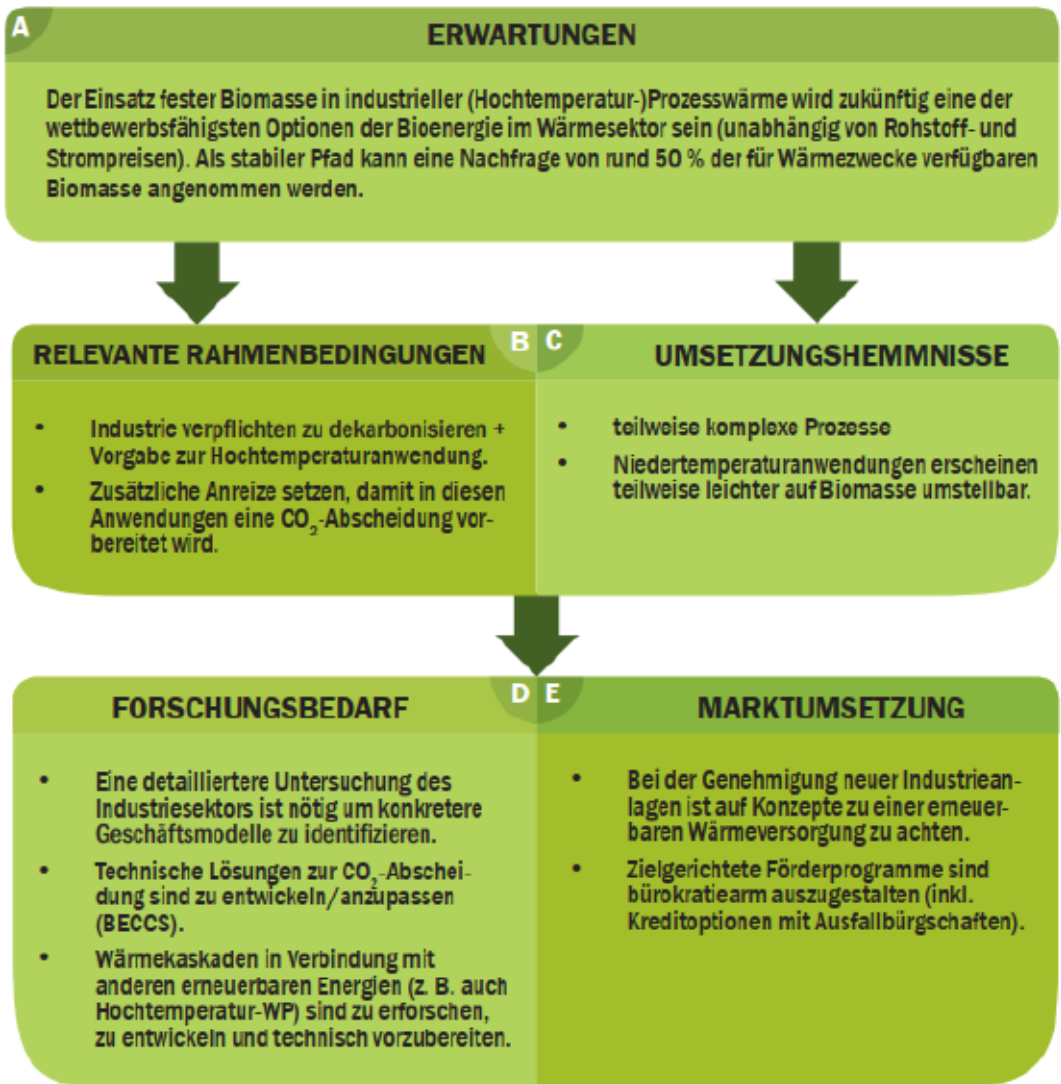 A
ERWARTUNGEN
Der Einsatz fester Biomasse in industrieller (Hochtemperatur-)Prozesswärme wird zukünftig eine der
wettbewerbsfähigsten Optionen der Bioenergie im Wärmesektor sein (unabhängig von Rohstoff- und
Strompreisen). Als stabiler Pfad kann eine Nachfrage von rund 50 % der für Wärmezwecke verfügbaren
Biomasse angenommen werden.
B
RELEVANTE RAHMENBEDINGUNGEN
• Industrie verpflichten zu dekarbonisieren +
Vorgabe zur Hochtemperaturanwendung.
• Zusätzliche Anreize setzen, damit in diesen
Anwendungen eine CO₂-Abscheidung vor-
bereitet wird.
C
UMSETZUNGSHEMMNISSE
• teilweise komplexe Prozesse
• Niedertemperaturanwendungen erscheinen
teilweise leichter auf Biomasse umstellbar.
D
FORSCHUNGSBEDARF
• Eine detailliertere Untersuchung des
Industriesektors ist nötig um konkretere
Geschäftsmodelle zu identifizieren.
• Technische Lösungen zur CO₂-Abschei-
dung sind zu entwickeln/anzupassen
(BECCS).
• Wärmekaskaden in Verbindung mit
anderen erneuerbaren Energien (z. B. auch
Hochtemperatur-WP) sind zu erforschen,
zu entwickeln und technisch vorzubereiten.
E
MARKTUMSETZUNG
• Bei der Genehmigung neuer Industriean-
lagen ist auf Konzepte zu einer erneuer-
baren Wärmeversorgung zu achten.
• Zielgerichtete Förderprogramme sind
bürokratiearm auszugestalten (inkl.
Kreditoptionen mit Ausfallbürgschaften).